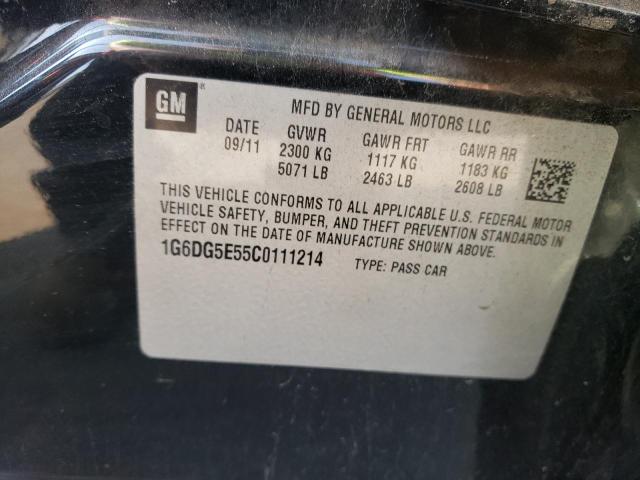 GM
MFD BY GENERAL MOTORS LLC
DATE GVWR GAWR FRT GAWR RR
09/11 2300 KG 1117 KG 1183 KG
5071 LB 2463 LB 2608 LB
THIS VEHICLE CONFORMS TO ALL APPLICABLE U.S. FEDERAL MOTOR
VEHICLE SAFETY, BUMPER, AND THEFT PREVENTION STANDARDS IN
EFFECT ON THE DATE OF MANUFACTURE SHOWN ABOVE.
1G6DG5E55C0111214 TYPE: PASS CAR